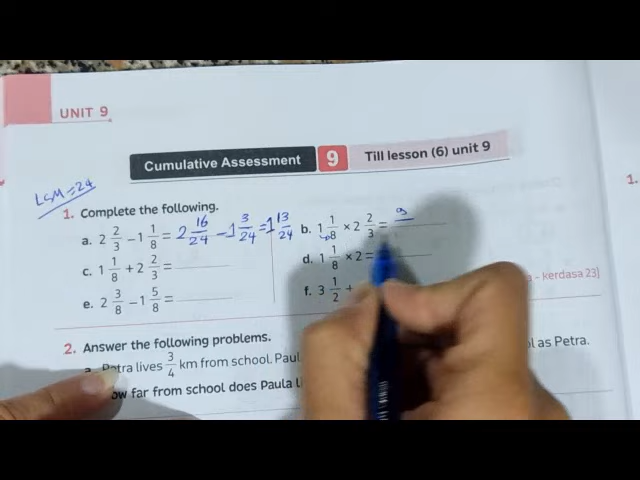 UNIT 9
Cumulative Assessment 9 Till lesson (6) unit 9
LCM = 24
1. Complete the following.
a. 2 2/3 - 1 1/8 = 2 16/24 - 1 3/24 = 1 13/24
b. 1 1/8 × 2 2/3 = 9
c. 1 1/8 + 2 2/3 =
d. 1 1/8 × 2 =
e. 2 3/8 - 1 5/8 =
f. 3 1/2 +
- kerdasa 23]
2. Answer the following problems.
a. Petra lives 3/4 km from school. Paul
ol as Petra.
ow far from school does Paula l
1.